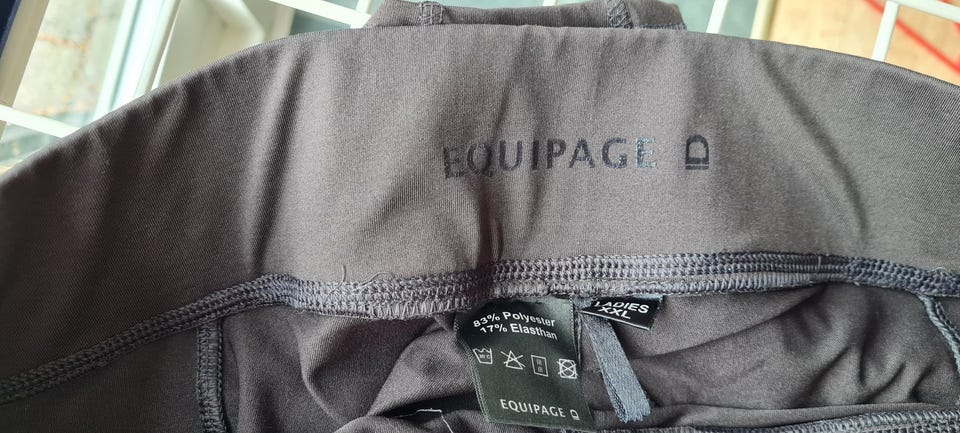 EQUIPAGE
83% Polyester
17% Elasthan
LADIES
XXL
EQUIPAGE